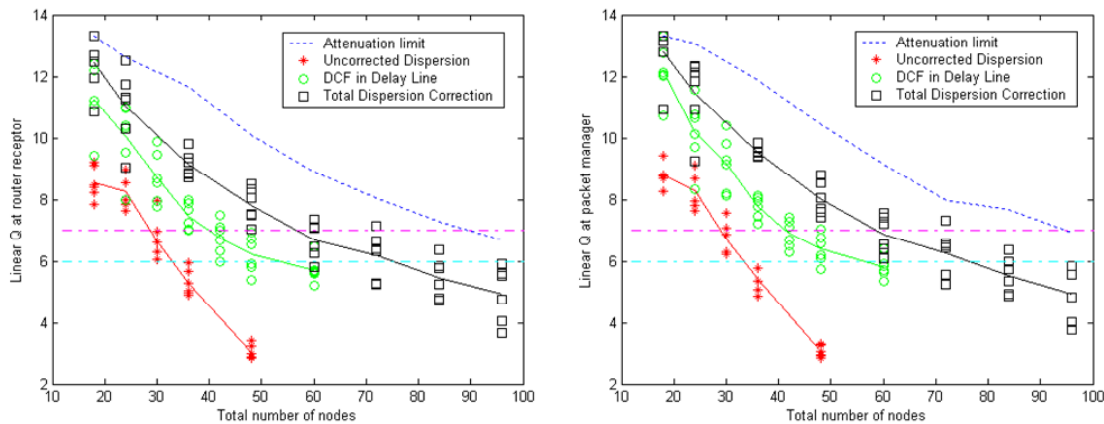 14
12
10
8
6
4
2
Linear Q at router receptor
Attenuation limit
Uncorrected Dispersion
DCF in Delay Line
Total Dispersion Correction
10 20 30 40 50 60 70 80 90 100
Total number of nodes
14
12
10
8
6
4
2
Linear Q at packet manager
Attenuation limit
Uncorrected Dispersion
DCF in Delay Line
Total Dispersion Correction
10 20 30 40 50 60 70 80 90 100
Total number of nodes